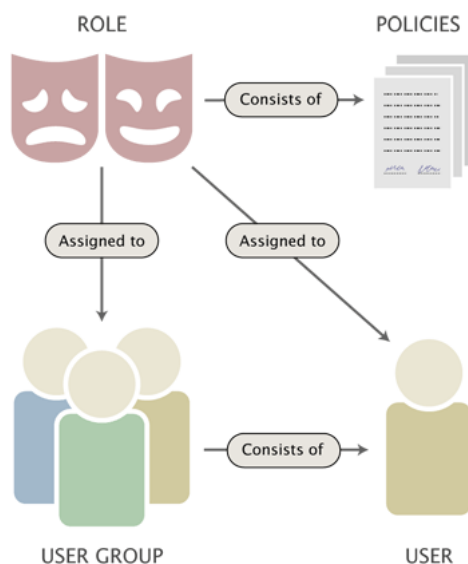 ROLE
POLICIES
Consists of
Assigned to
Assigned to
Consists of
USER GROUP
USER